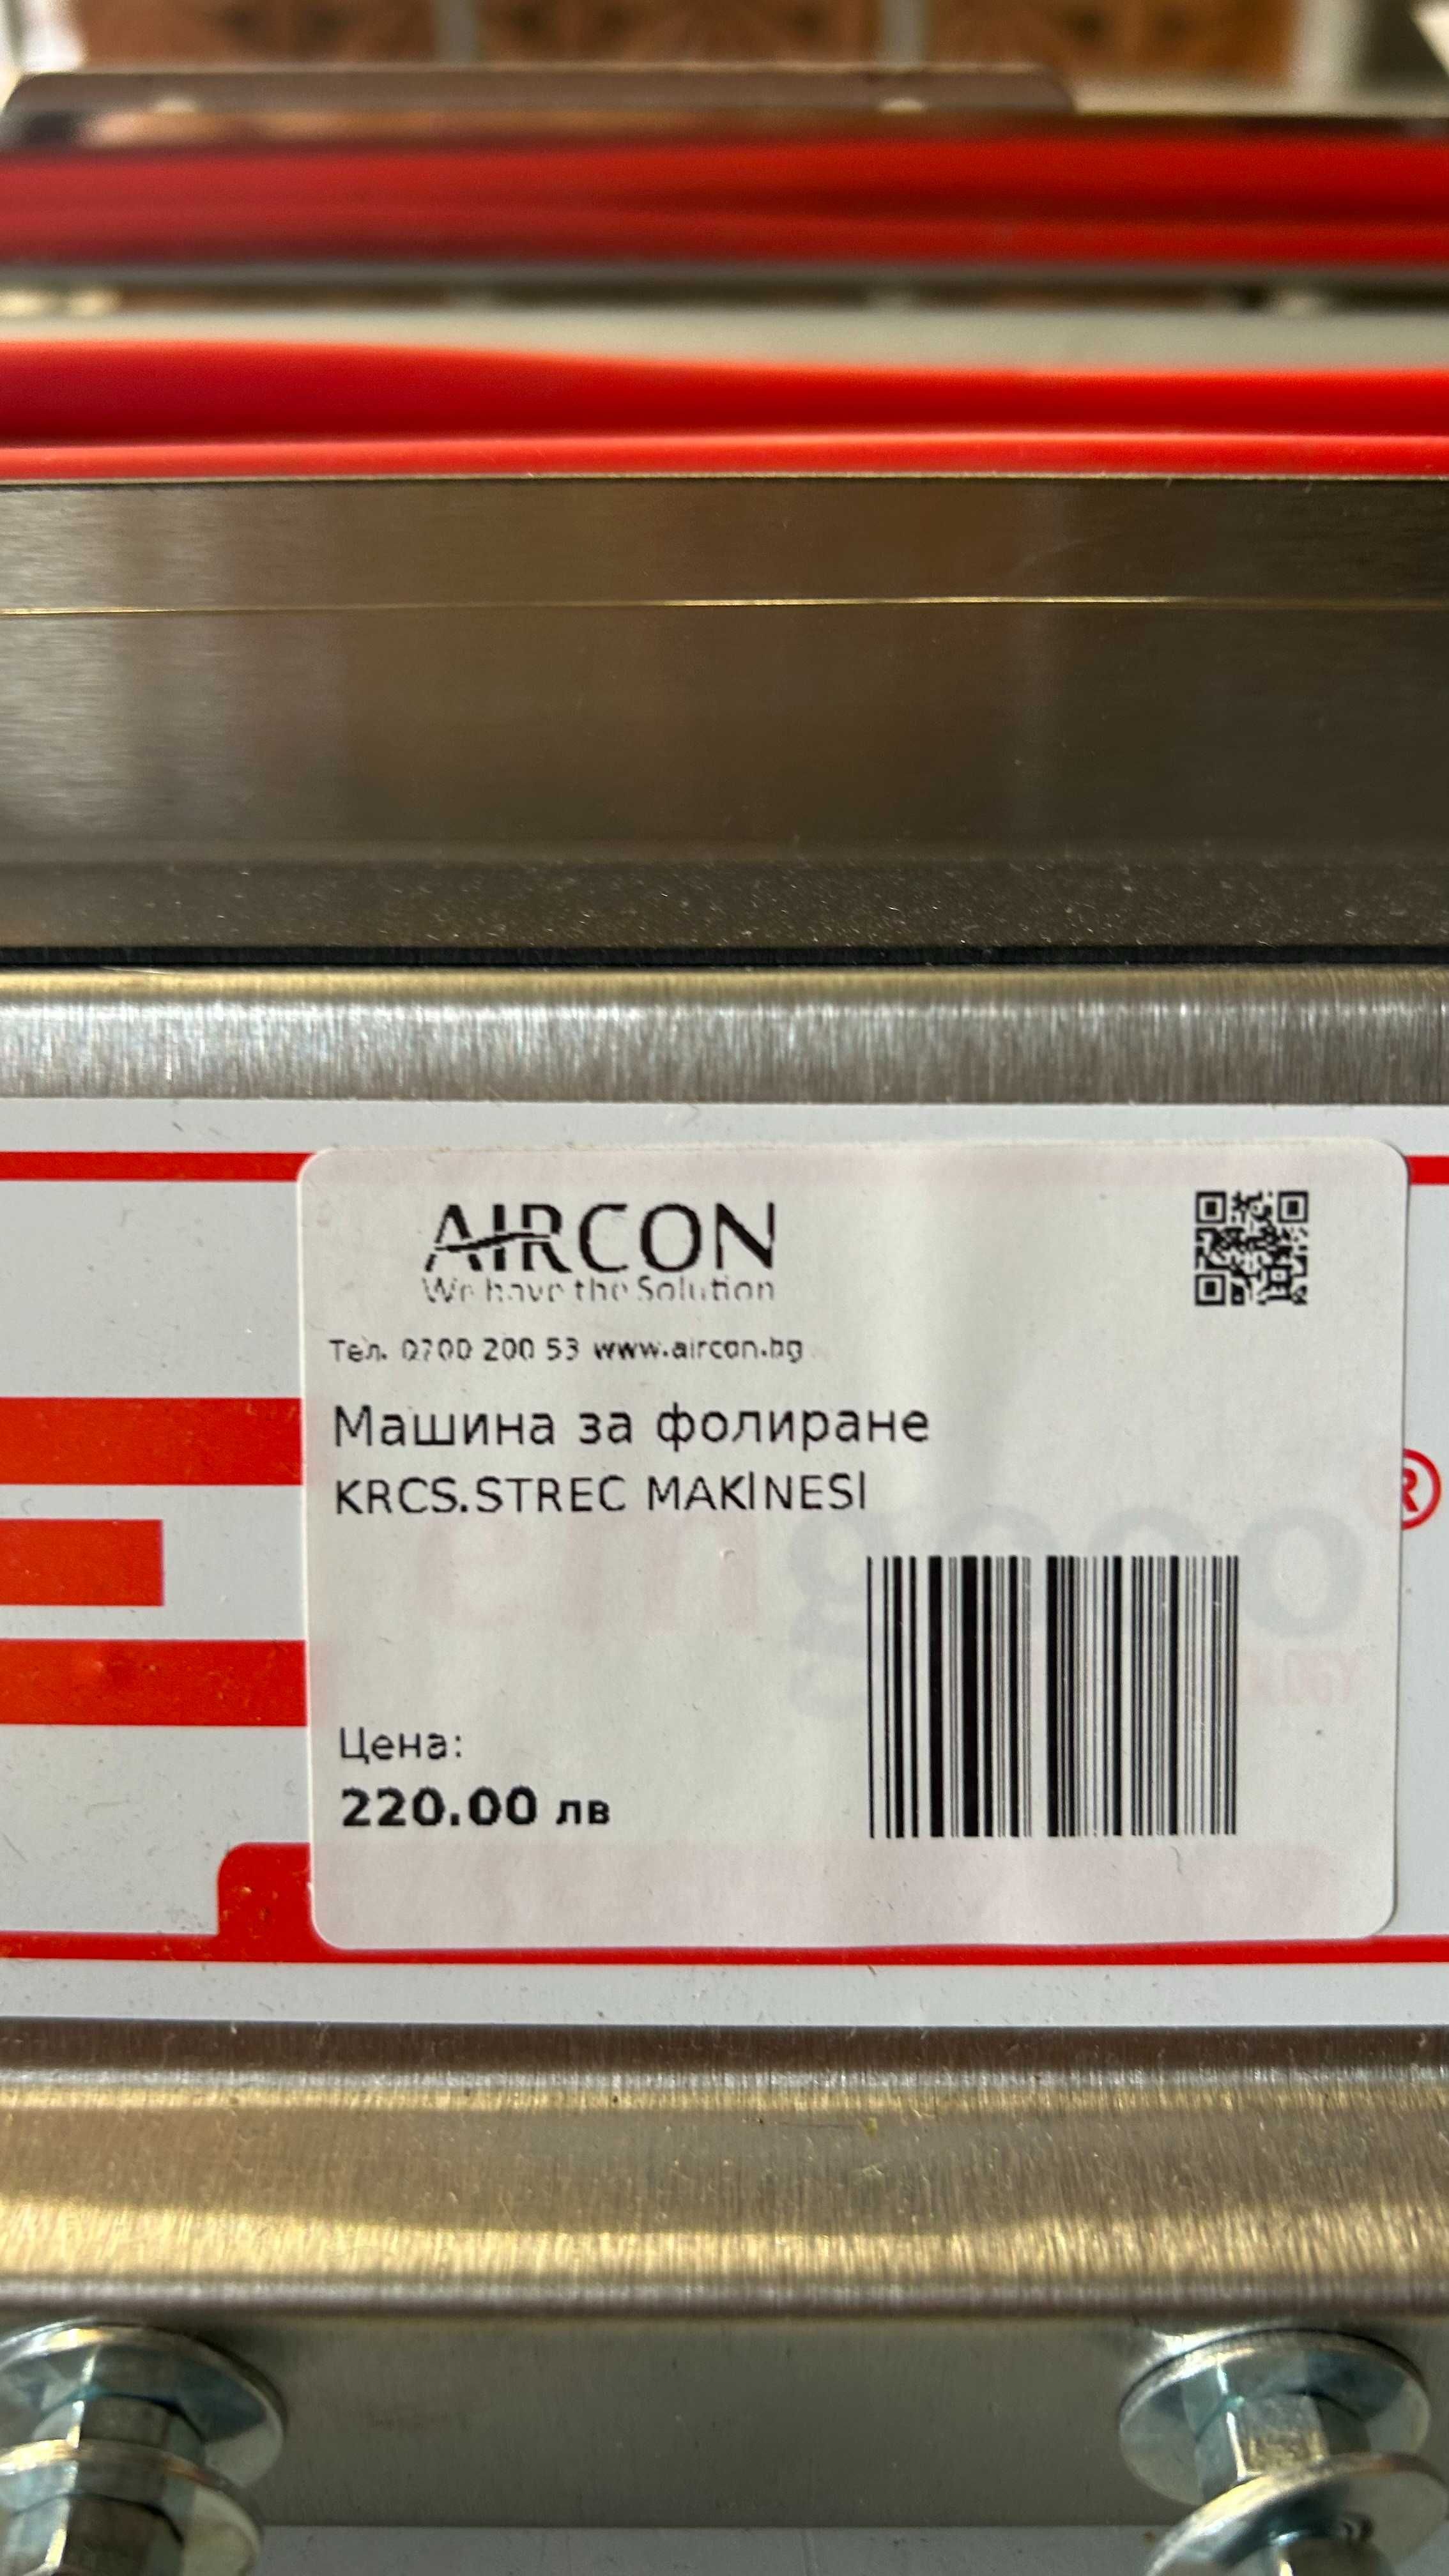 AIRCON
We have the Solution
Тел. 0700 200 53 www.aircon.bg
Машина за фолиране
KRCS.STREC MAKİNESİ
Цена:
220.00 лв
®